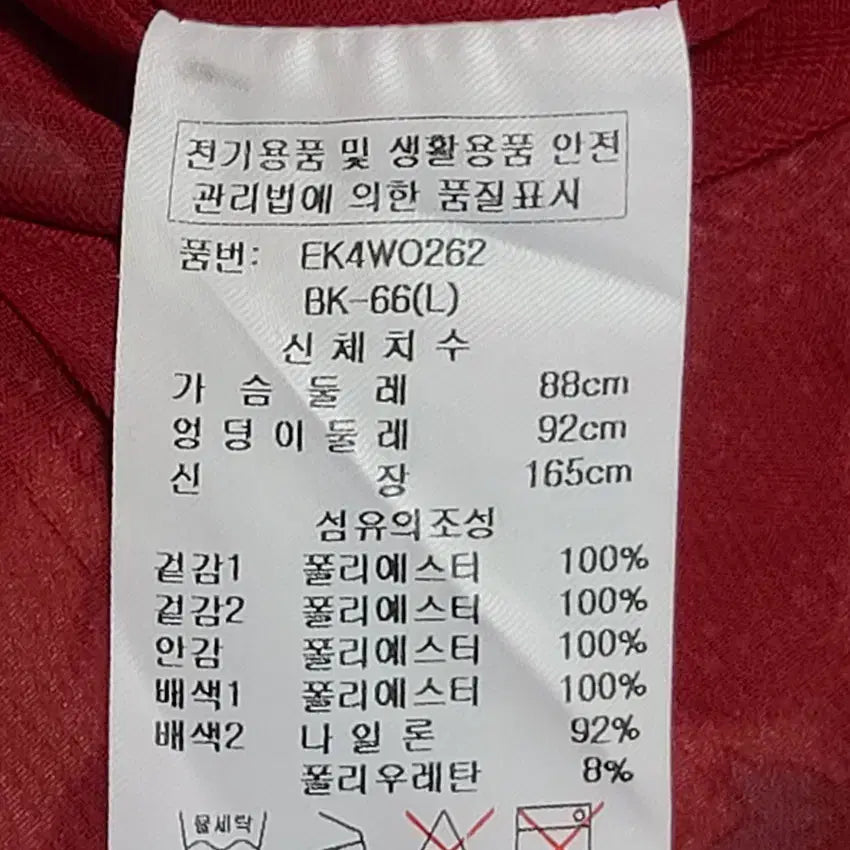 전기용품 및 생활용품 안전
관리법에 의한 품질표시
품번: EK4WO262
BK-66(L)
신체치수
가슴둘레 88cm
엉덩이둘레 92cm
신장 165cm
섬유의조성
겉감1 폴리에스터 100%
겉감2 폴리에스터 100%
안감 폴리에스터 100%
배색1 폴리에스터 100%
배색2 나일론 92%
폴리우레탄 8%
물세탁